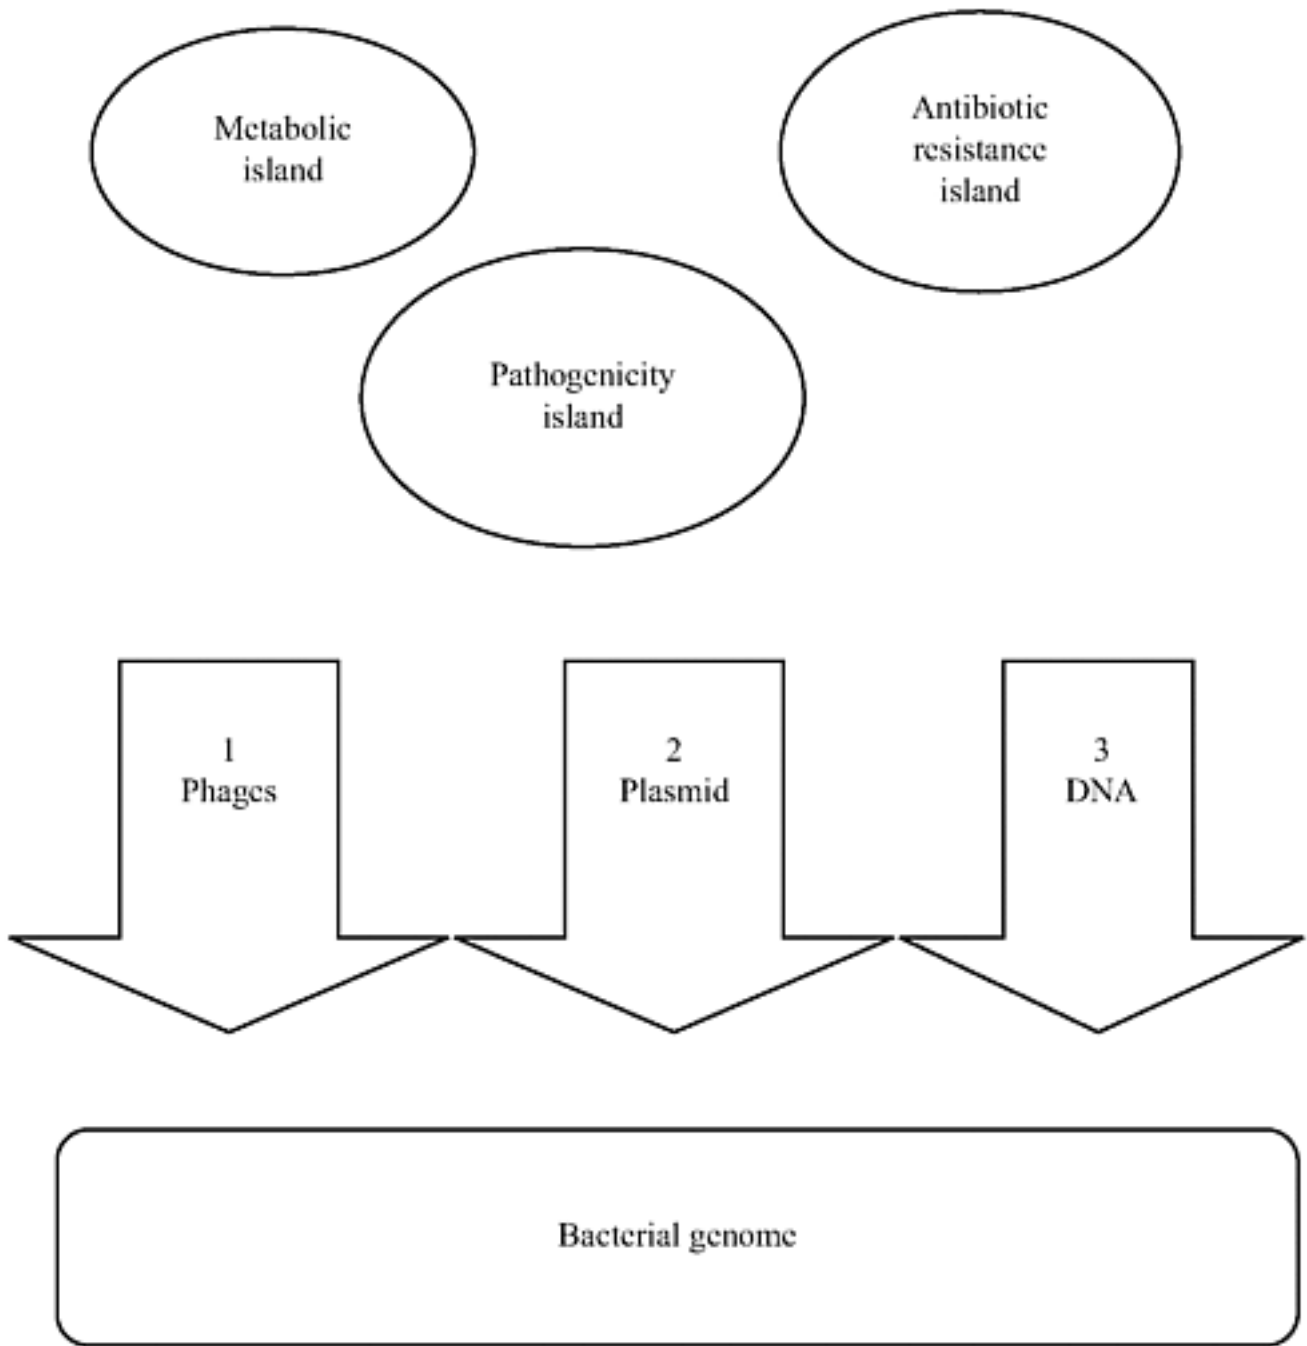 Metabolic
island
Antibiotic
resistance
island
Pathogenicity
island
1
Phages
2
Plasmid
3
DNA
Bacterial genome